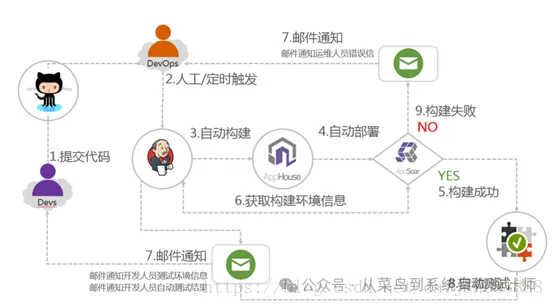 7.邮件通知
邮件通知运维人员错误信
DevOps
2.人工/定时触发
9.构建失败
NO
3.自动构建
4.自动部署
1.提交代码
AppHouse
AppSoar
YES
5.构建成功
6.获取构建环境信息
Devs
7.邮件通知
邮件通知开发人员测试环境信息
邮件通知开发人员自动测试结果
8.自动测试
公众号 从菜鸟到系统架构设计师